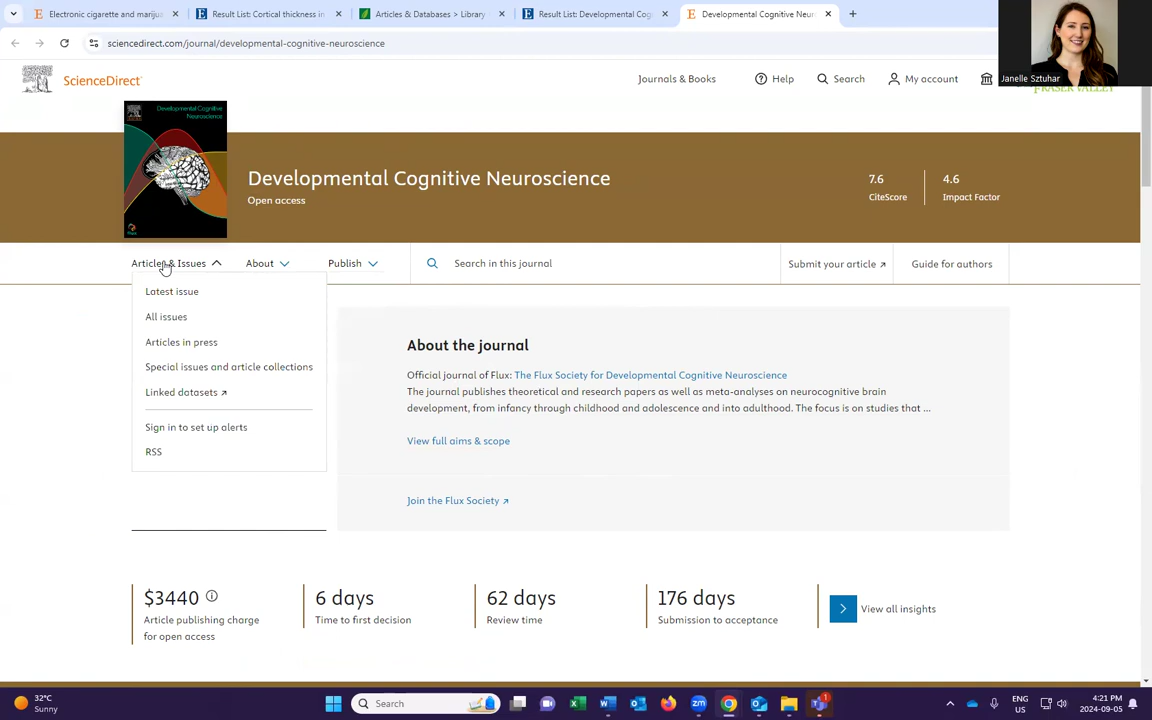 Electronic cigarette and mariju
Result List: Cortical thickness in
Articles & Databases > Library
Result List: Developmental Cog
Developmental Cognitive Neuro
sciencedirect.com/journal/developmental-cognitive-neuroscience
Janelle Sztuhar
ScienceDirect
Journals & Books
Help
Search
My account
FRASER VALLEY
Developmental Cognitive
Neuroscience
Developmental Cognitive Neuroscience
Open access
7.6
CiteScore
4.6
Impact Factor
Articles & Issues
About
Publish
Search in this journal
Submit your article
Guide for authors
Latest issue
All issues
Articles in press
Special issues and article collections
Linked datasets
Sign in to set up alerts
RSS
About the journal
Official journal of Flux: The Flux Society for Developmental Cognitive Neuroscience
The journal publishes theoretical and research papers as well as meta-analyses on neurocognitive brain
development, from infancy through childhood and adolescence and into adulthood. The focus is on studies that ...
View full aims & scope
Join the Flux Society
$3440
Article publishing charge
for open access
6 days
Time to first decision
62 days
Review time
176 days
Submission to acceptance
View all insights
32°C
Sunny
Search
1
ENG
US
4:21 PM
2024-09-05